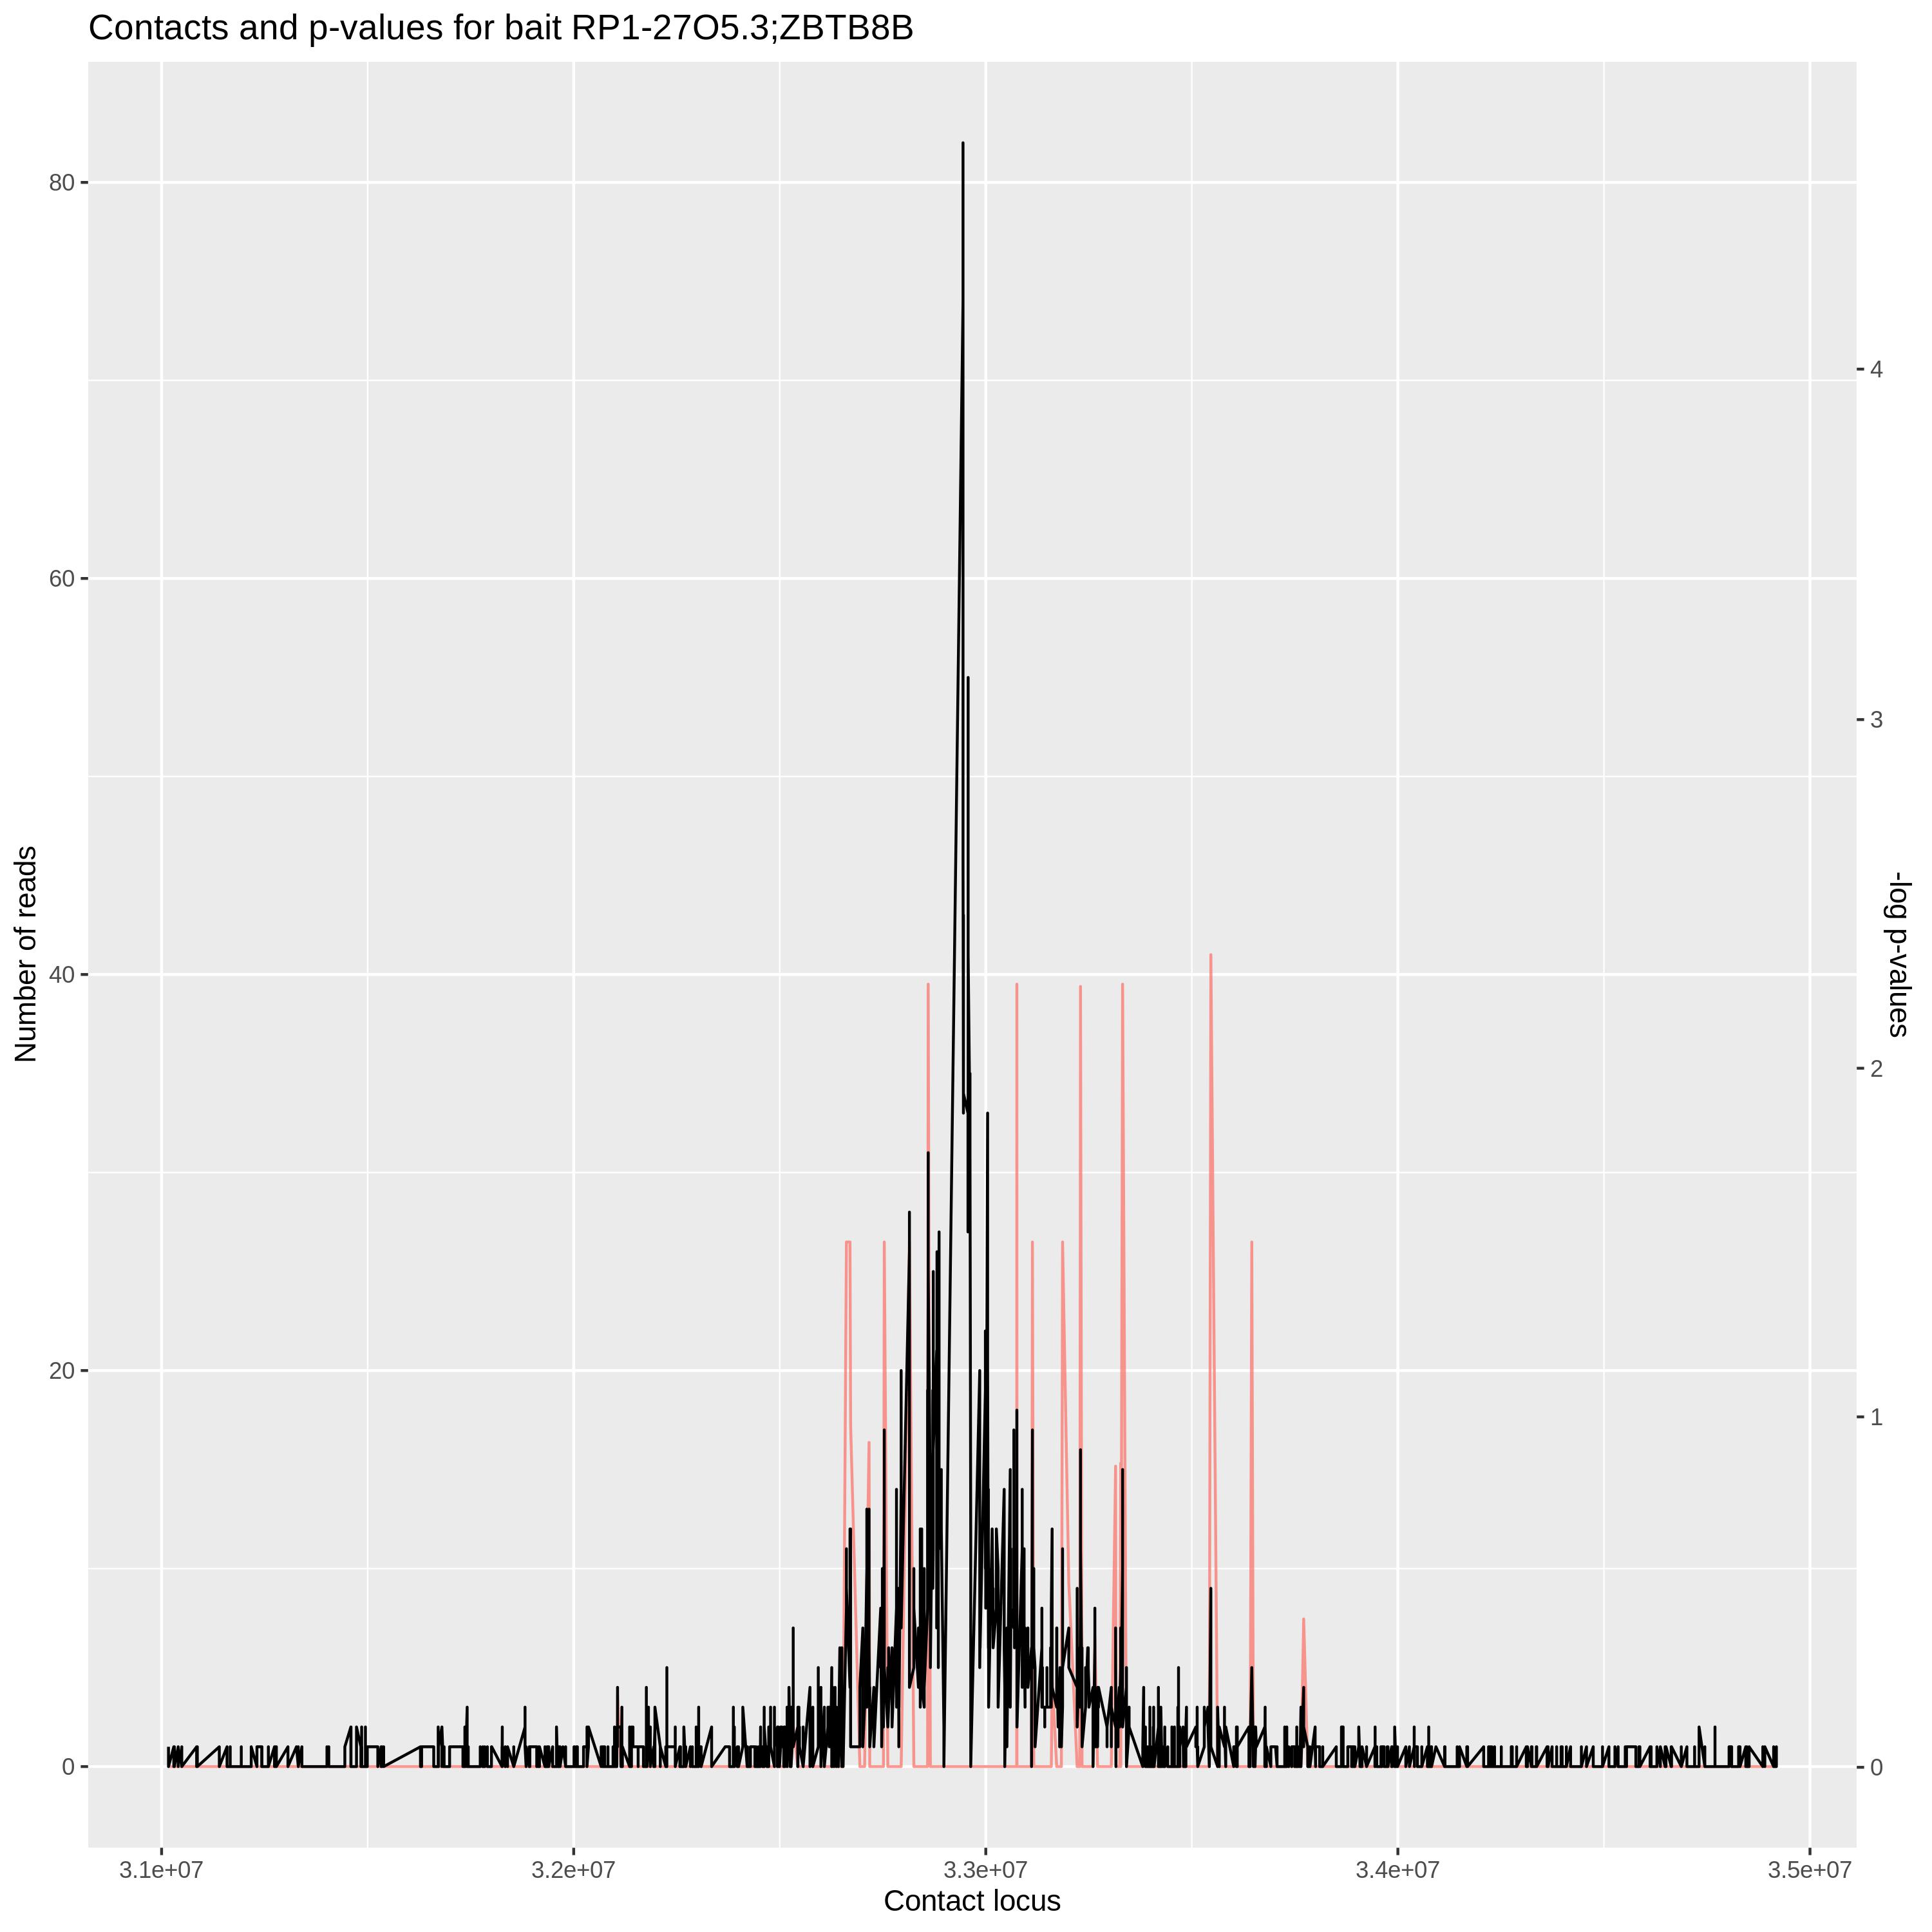 Contacts and p-values for bait RP1-27O5.3;ZBTB8B
80
60
40
20
0
Number of reads
4
3
2
1
0
-log p-values
3.1e+07 3.2e+07 3.3e+07 3.4e+07 3.5e+07
Contact locus